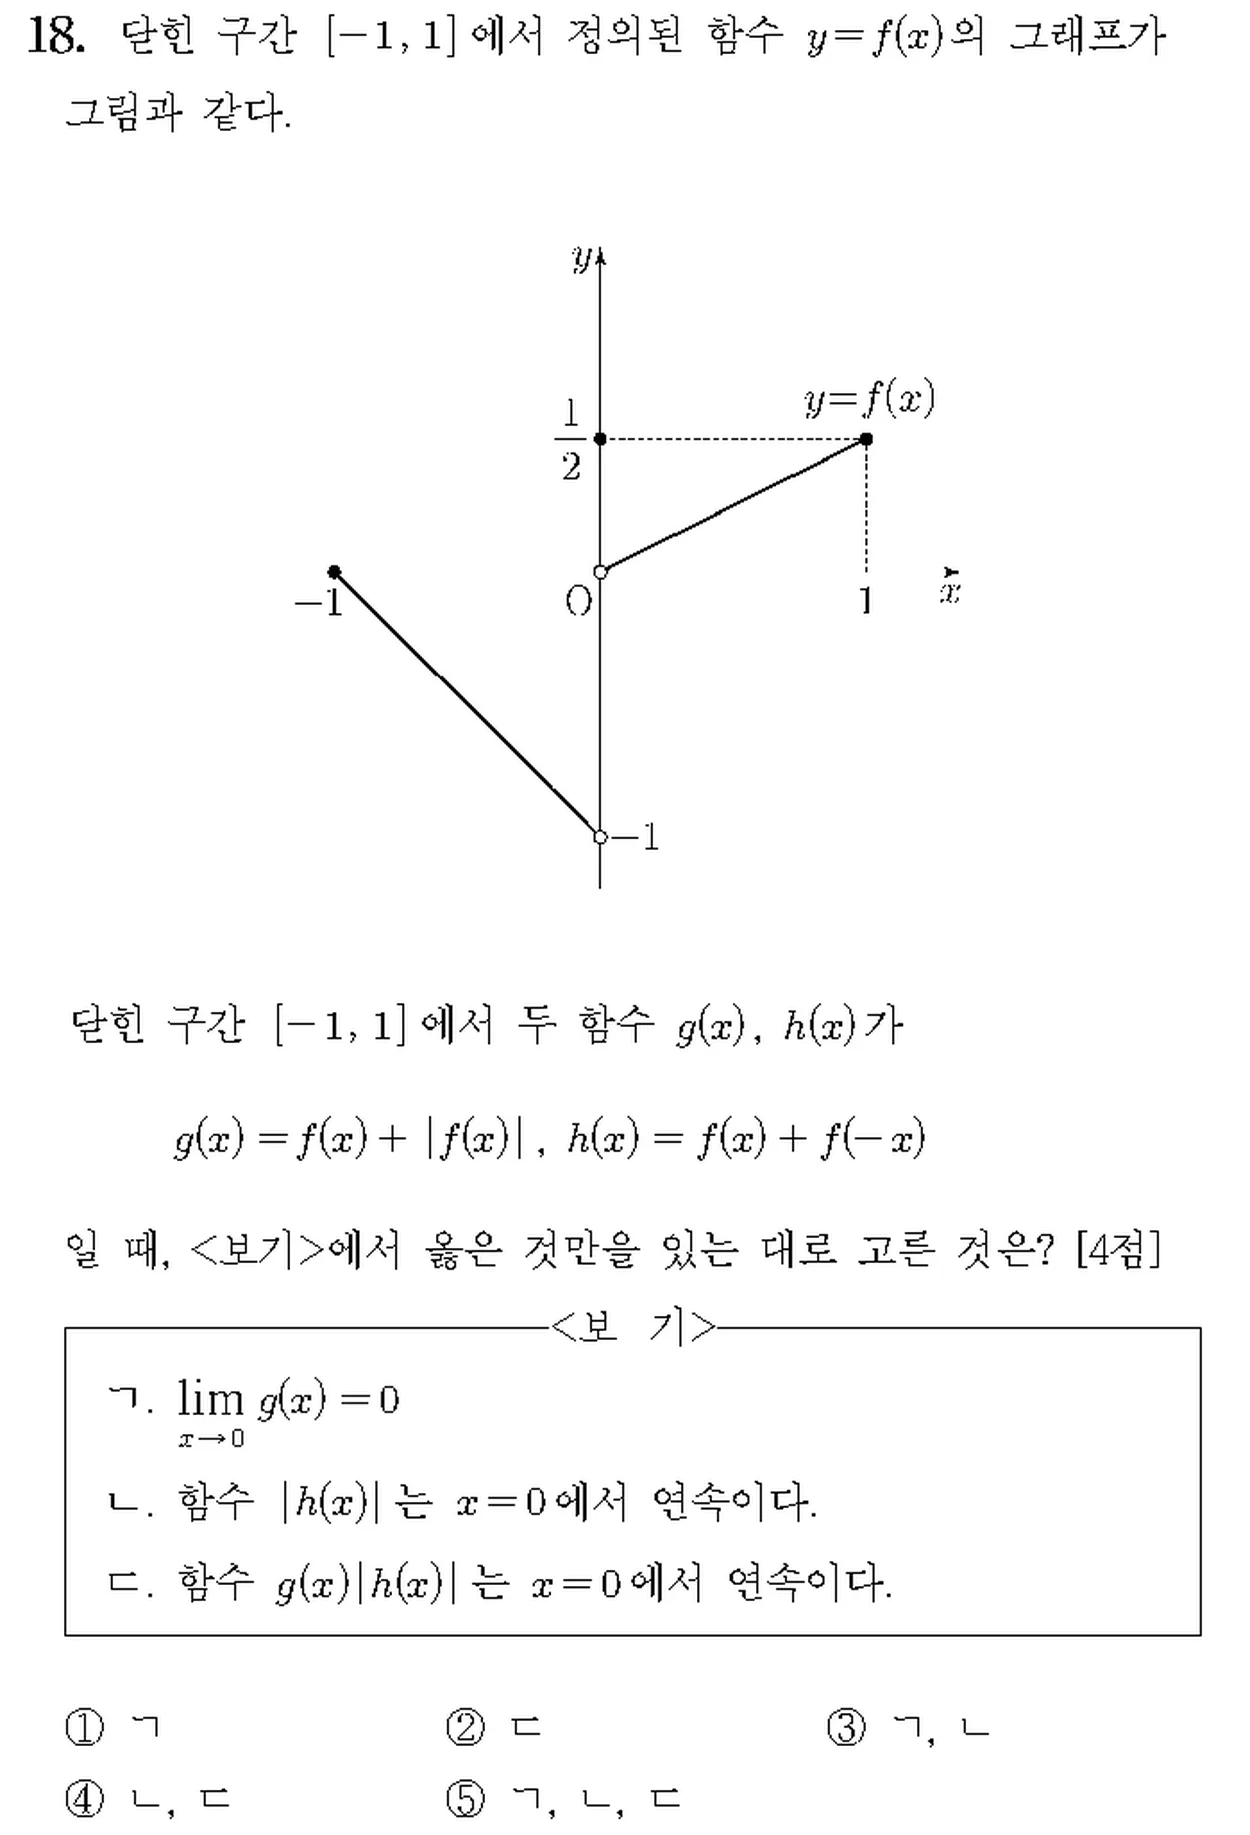 18. 닫힌 구간 [−1, 1]에서 정의된 함수 y=f(x)의 그래프가
그림과 같다.
y
y=f(x)
1/2
−1
O
1
x
−1
닫힌 구간 [−1, 1]에서 두 함수 g(x), h(x)가
g(x)=f(x)+|f(x)|, h(x)=f(x)+f(−x)
일 때, <보기>에서 옳은 것만을 있는 대로 고른 것은? [4점]
<보 기>
ㄱ. lim x→0 g(x)=0
ㄴ. 함수 |h(x)|는 x=0에서 연속이다.
ㄷ. 함수 g(x)|h(x)|는 x=0에서 연속이다.
① ㄱ ② ㄷ ③ ㄱ, ㄴ
④ ㄴ, ㄷ ⑤ ㄱ, ㄴ, ㄷ